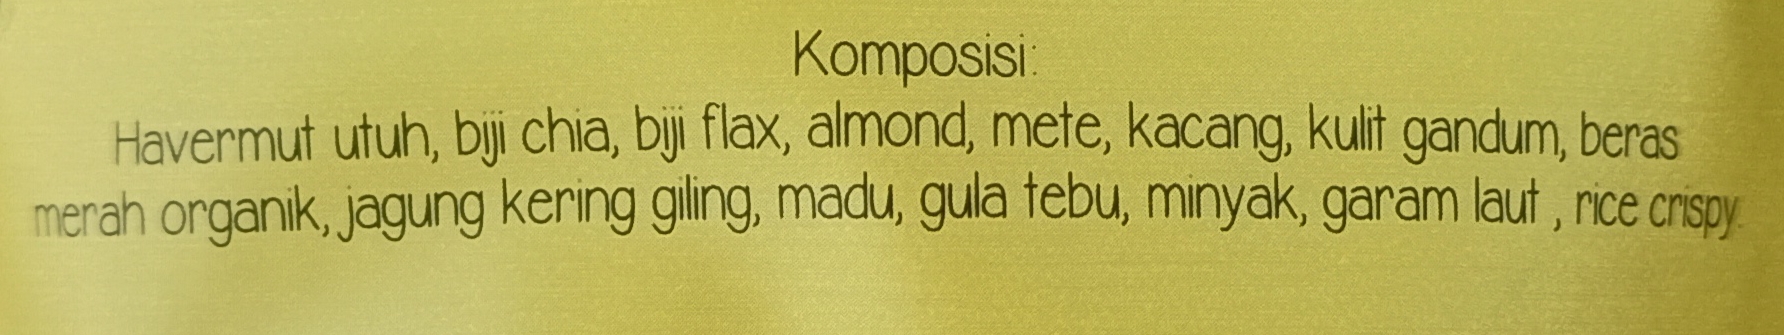 Komposisi:
Havermut utuh, biji chia, biji flax, almond, mete, kacang, kulit gandum, beras
merah organik, jagung kering giling, madu, gula tebu, minyak, garam laut , rice crispy.